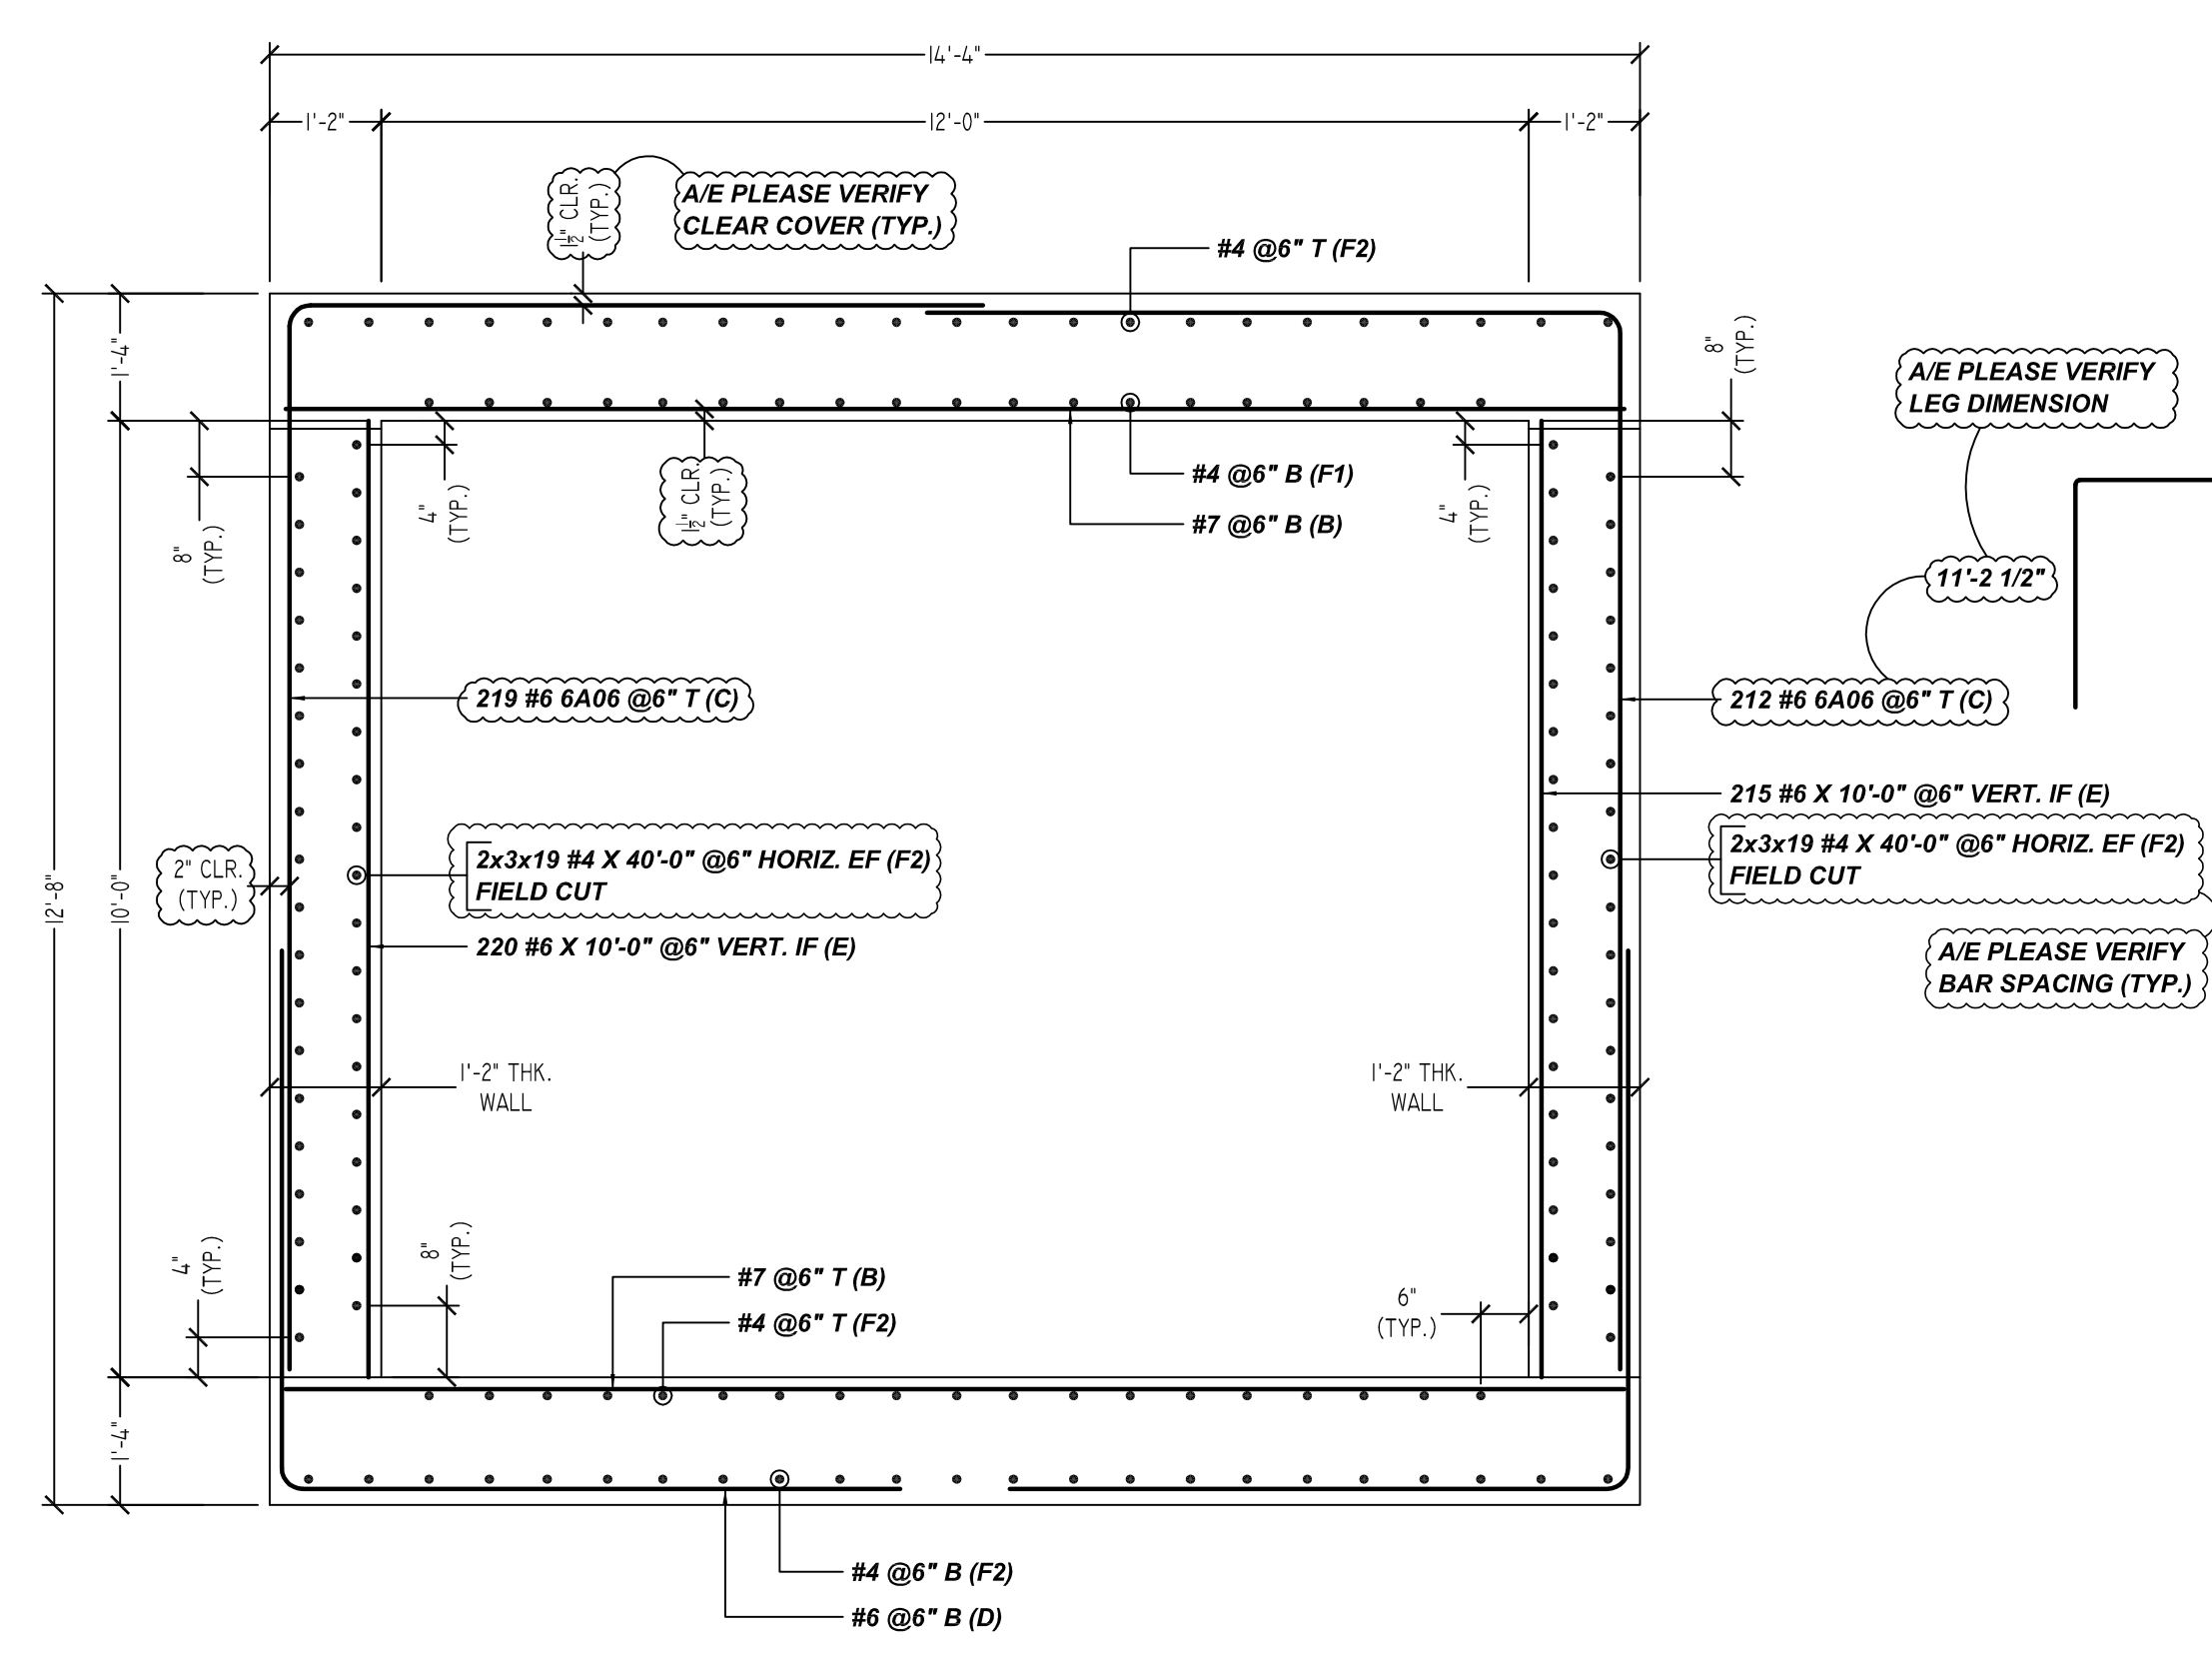 14'-4"
1'-2"
12'-0"
1'-2"
1 1/2" CLR.
(TYP.)
A/E PLEASE VERIFY
CLEAR COVER (TYP.)
#4 @6" T (F2)
1'-4"
8"
(TYP.)
A/E PLEASE VERIFY
LEG DIMENSION
8"
(TYP.)
4"
(TYP.)
1 1/2" CLR.
(TYP.)
#4 @6" B (F1)
#7 @6" B (B)
4"
(TYP.)
11'-2 1/2"
219 #6 6A06 @6" T (C)
212 #6 6A06 @6" T (C)
215 #6 X 10'-0" @6" VERT. IF (E)
2x3x19 #4 X 40'-0" @6" HORIZ. EF (F2)
FIELD CUT
12'-8"
10'-0"
2" CLR.
(TYP.)
2x3x19 #4 X 40'-0" @6" HORIZ. EF (F2)
FIELD CUT
220 #6 X 10'-0" @6" VERT. IF (E)
A/E PLEASE VERIFY
BAR SPACING (TYP.)
1'-2" THK.
WALL
1'-2" THK.
WALL
4"
(TYP.)
8"
(TYP.)
#7 @6" T (B)
#4 @6" T (F2)
6"
(TYP.)
1'-4"
#4 @6" B (F2)
#6 @6" B (D)